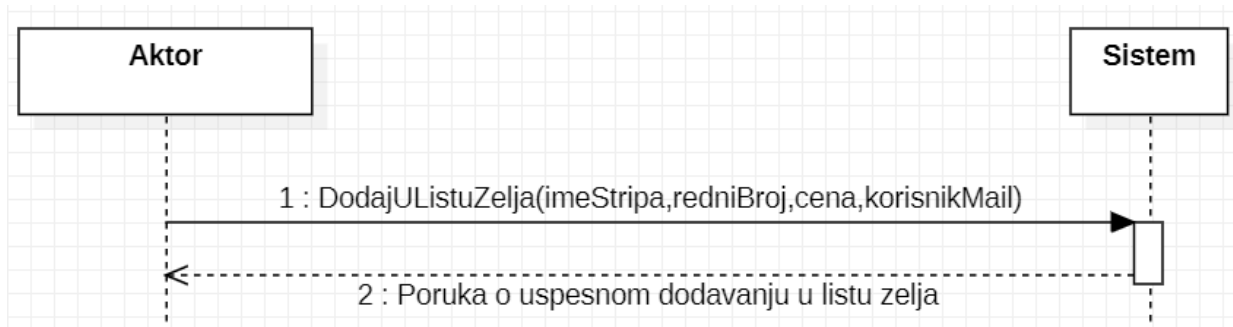 Aktor
Sistem
1 : DodajUListuZelja(imeStripa,redniBroj,cena,korisnikMail)
2 : Poruka o uspesnom dodavanju u listu zelja